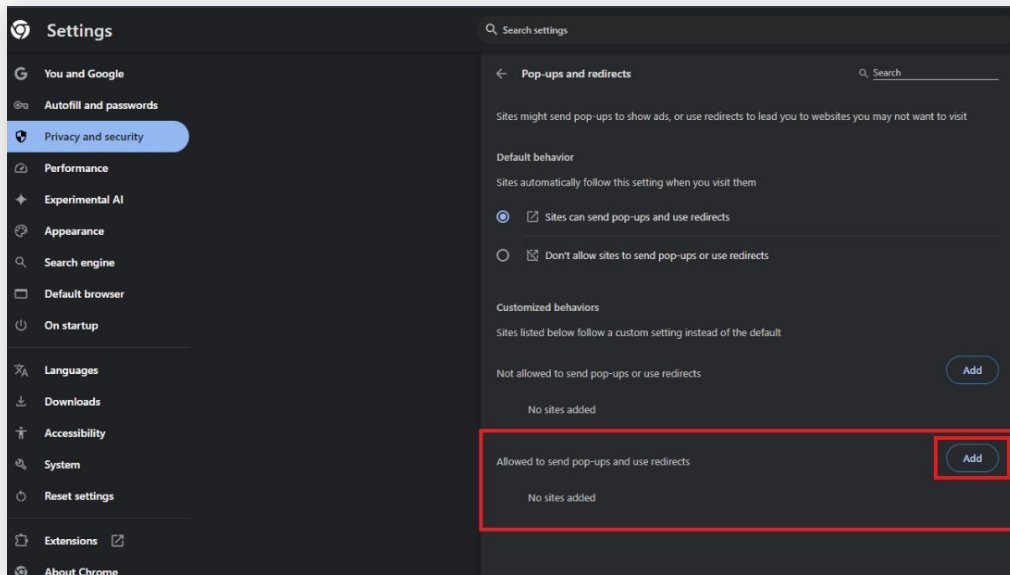 Settings
Search settings
You and Google
Autofill and passwords
Privacy and security
Performance
Experimental AI
Appearance
Search engine
Default browser
On startup
Languages
Downloads
Accessibility
System
Reset settings
Extensions
About Chrome
Pop-ups and redirects
Search
Sites might send pop-ups to show ads, or use redirects to lead you to websites you may not want to visit
Default behavior
Sites automatically follow this setting when you visit them
Sites can send pop-ups and use redirects
Don't allow sites to send pop-ups or use redirects
Customized behaviors
Sites listed below follow a custom setting instead of the default
Not allowed to send pop-ups or use redirects
Add
No sites added
Allowed to send pop-ups and use redirects
Add
No sites added